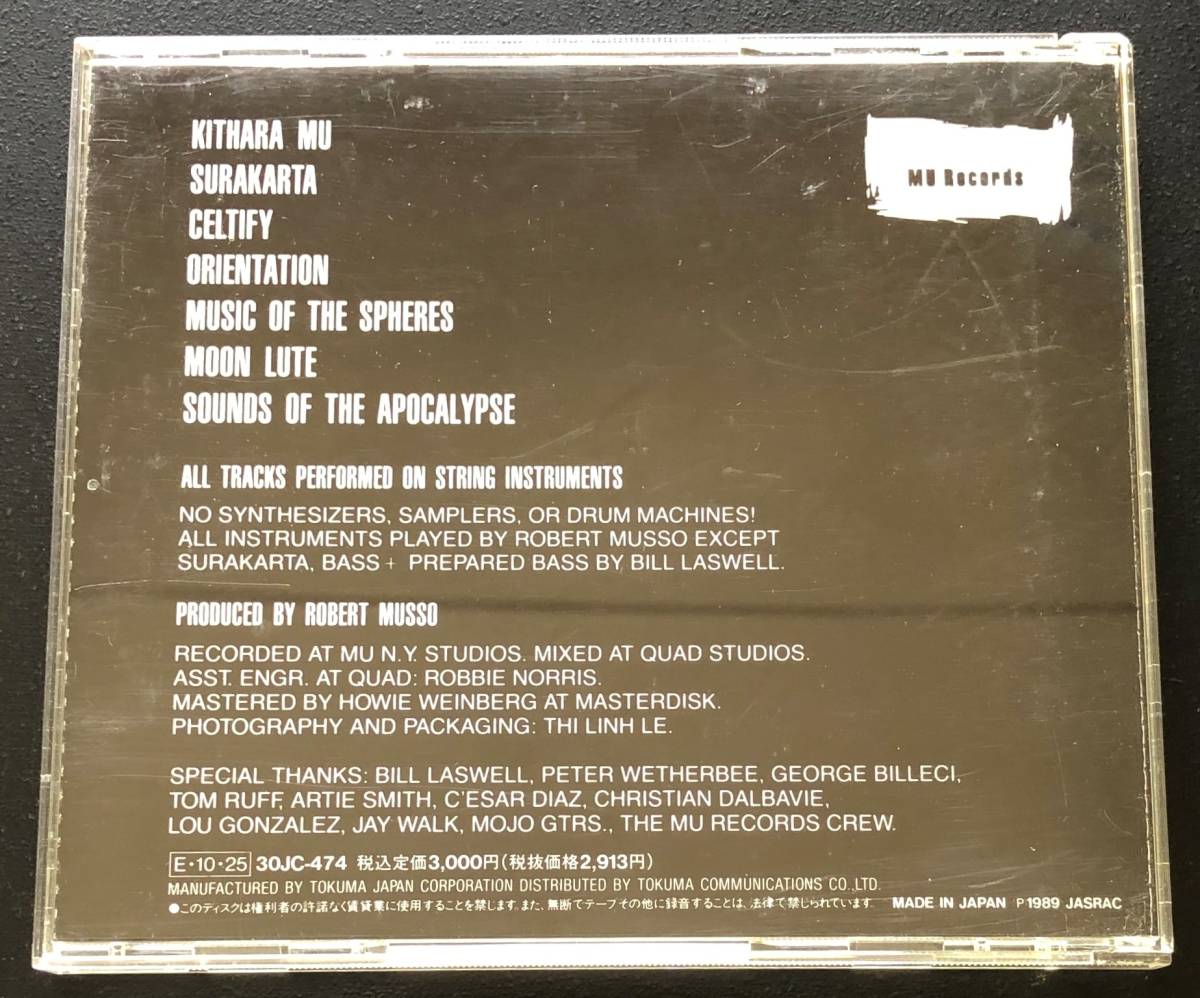 KITHARA MU
SURAKARTA
CELTIFY
ORIENTATION
MUSIC OF THE SPHERES
MOON LUTE
SOUNDS OF THE APOCALYPSE
MU Records
ALL TRACKS PERFORMED ON STRING INSTRUMENTS
NO SYNTHESIZERS, SAMPLERS, OR DRUM MACHINES!
ALL INSTRUMENTS PLAYED BY ROBERT MUSSO EXCEPT
SURAKARTA, BASS + PREPARED BASS BY BILL LASWELL.
PRODUCED BY ROBERT MUSSO
RECORDED AT MU N.Y. STUDIOS. MIXED AT QUAD STUDIOS.
ASST. ENGR. AT QUAD: ROBBIE NORRIS.
MASTERED BY HOWIE WEINBERG AT MASTERDISK.
PHOTOGRAPHY AND PACKAGING: THI LINH LE.
SPECIAL THANKS: BILL LASWELL, PETER WETHERBEE, GEORGE BILLECI,
TOM RUFF, ARTIE SMITH, C'ESAR DIAZ, CHRISTIAN DALBAVIE,
LOU GONZALEZ, JAY WALK, MOJO GTRS., THE MU RECORDS CREW.
E・10・25 30JC-474 税込定価3,000円(税抜価格2,913円)
MANUFACTURED BY TOKUMA JAPAN CORPORATION DISTRIBUTED BY TOKUMA COMMUNICATIONS CO.,LTD.
●このディスクは権利者の許諾なく賃貸業に使用することを禁じます。また、無断でテープその他に録音することは、法律で禁じられています。 MADE IN JAPAN Ⓟ1989 JASRAC